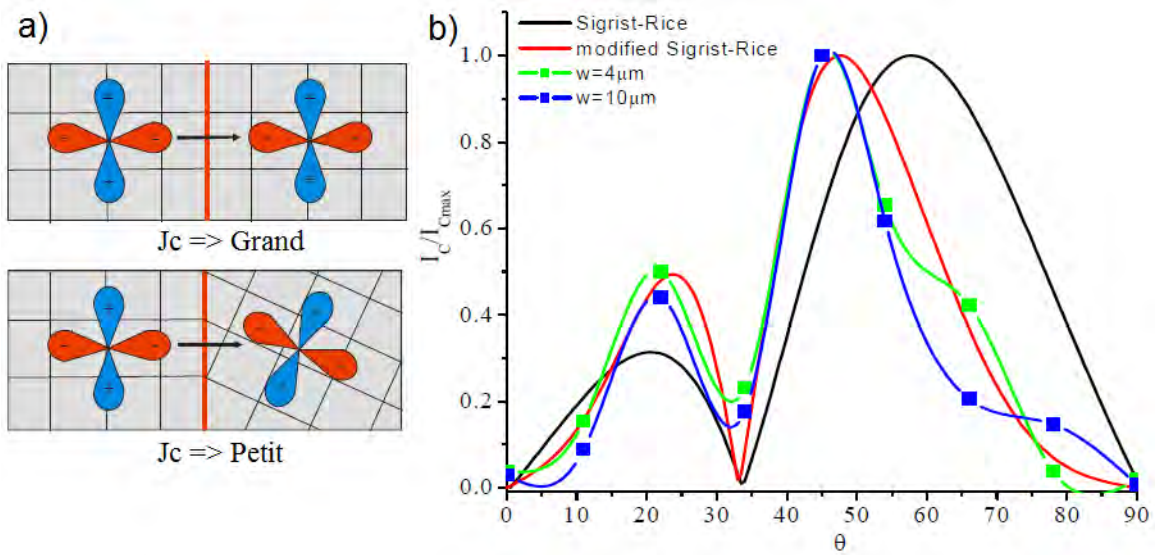 a)
Jc => Grand
Jc => Petit
b)
Sigrist-Rice
modified Sigrist-Rice
w=4μm
w=10μm
I_C/I_Cmax
1.0
0.8
0.6
0.4
0.2
0.0
0 10 20 30 40 50 60 70 80 90
θ